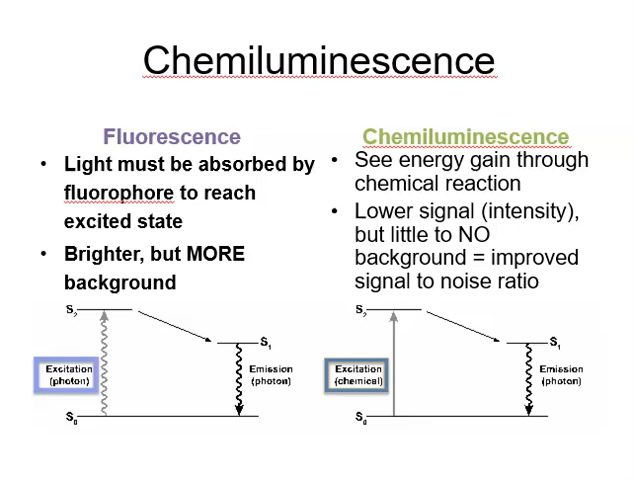 Chemiluminescence
Fluorescence
• Light must be absorbed by
fluorophore to reach
excited state
• Brighter, but MORE
background
Chemiluminescence
• See energy gain through
chemical reaction
• Lower signal (intensity),
but little to NO
background = improved
signal to noise ratio
S2
S1
Excitation
(photon)
Emission
(photon)
S0
S2
S1
Excitation
(chemical)
Emission
(photon)
S0